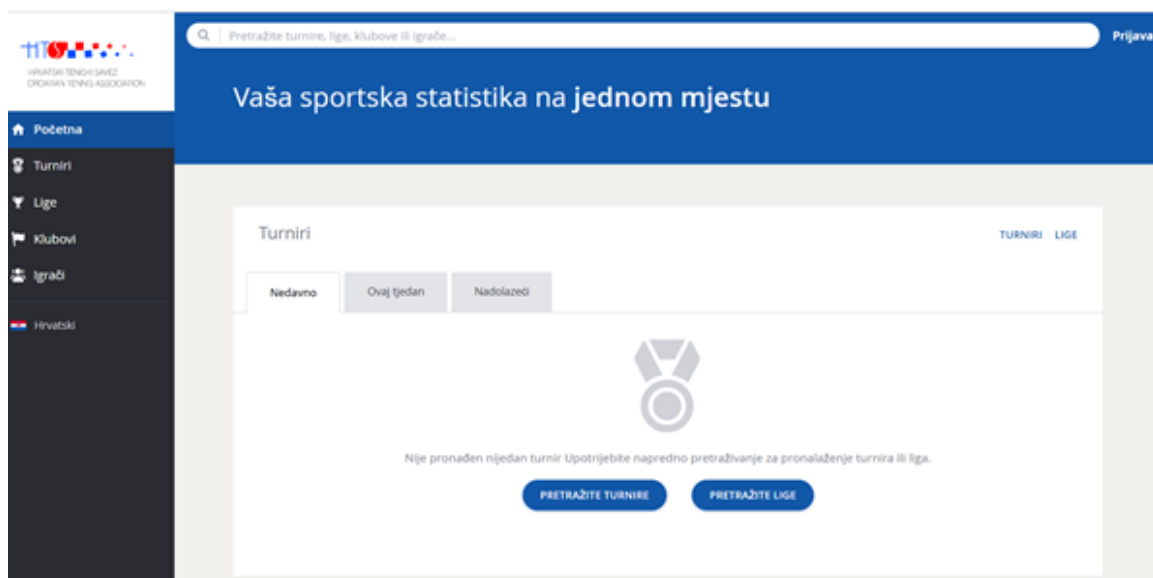 HTS
HRVATSKI TENISKI SAVEZ
CROATIAN TENNIS ASSOCIATION
Pretražite turnire, lige, klubove ili igrače...
Prijava
Vaša sportska statistika na jednom mjestu
Početna
Turniri
Lige
Klubovi
Igrači
Hrvatski
Turniri
TURNIRI LIGE
Nedavno Ovaj tjedan Nadolazeći
Nije pronađen nijedan turnir Upotrijebite napredno pretraživanje za pronalaženje turnira ili liga.
PRETRAŽITE TURNIRE PRETRAŽITE LIGE